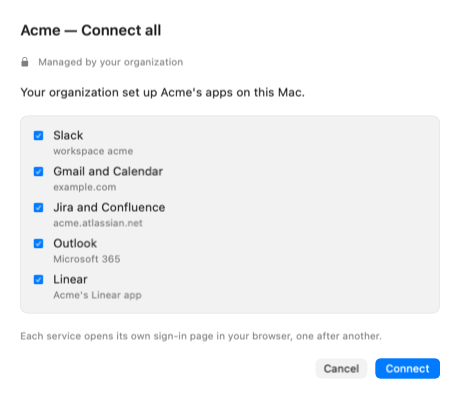 Acme — Connect all
Managed by your organization
Your organization set up Acme's apps on this Mac.
Slack
workspace acme
Gmail and Calendar
example.com
Jira and Confluence
acme.atlassian.net
Outlook
Microsoft 365
Linear
Acme's Linear app
Each service opens its own sign-in page in your browser, one after another.
Cancel
Connect